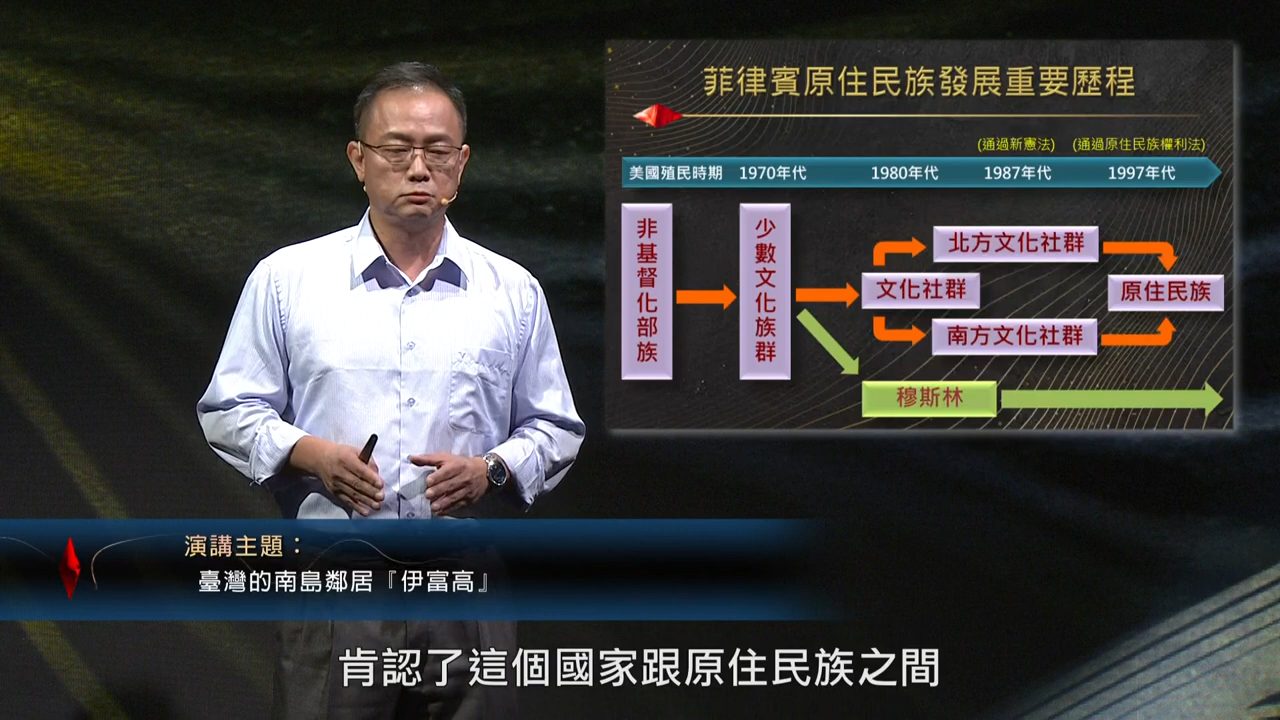 菲律賓原住民族發展重要歷程
(通過新憲法) (通過原住民族權利法)
美國殖民時期 1970年代 1980年代 1987年代 1997年代
非基督化部族
少數文化族群
北方文化社群
文化社群
原住民族
南方文化社群
穆斯林
演講主題：
臺灣的南島鄰居『伊富高』
肯認了這個國家跟原住民族之間